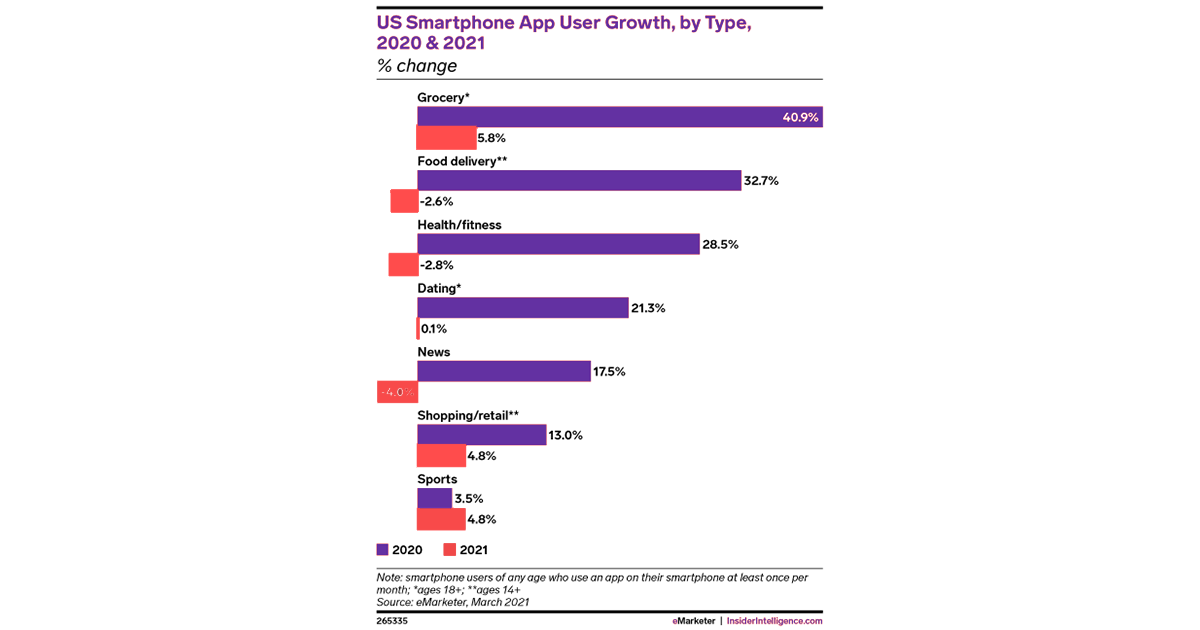 US Smartphone App User Growth, by Type,
2020 & 2021
% change
Grocery*
40.9%
5.8%
Food delivery**
32.7%
-2.6%
Health/fitness
28.5%
-2.8%
Dating*
21.3%
0.1%
News
17.5%
-4.0%
Shopping/retail**
13.0%
4.8%
Sports
3.5%
4.8%
2020 2021
Note: smartphone users of any age who use an app on their smartphone at least once per
month; *ages 18+; **ages 14+
Source: eMarketer, March 2021
265335 eMarketer | InsiderIntelligence.com